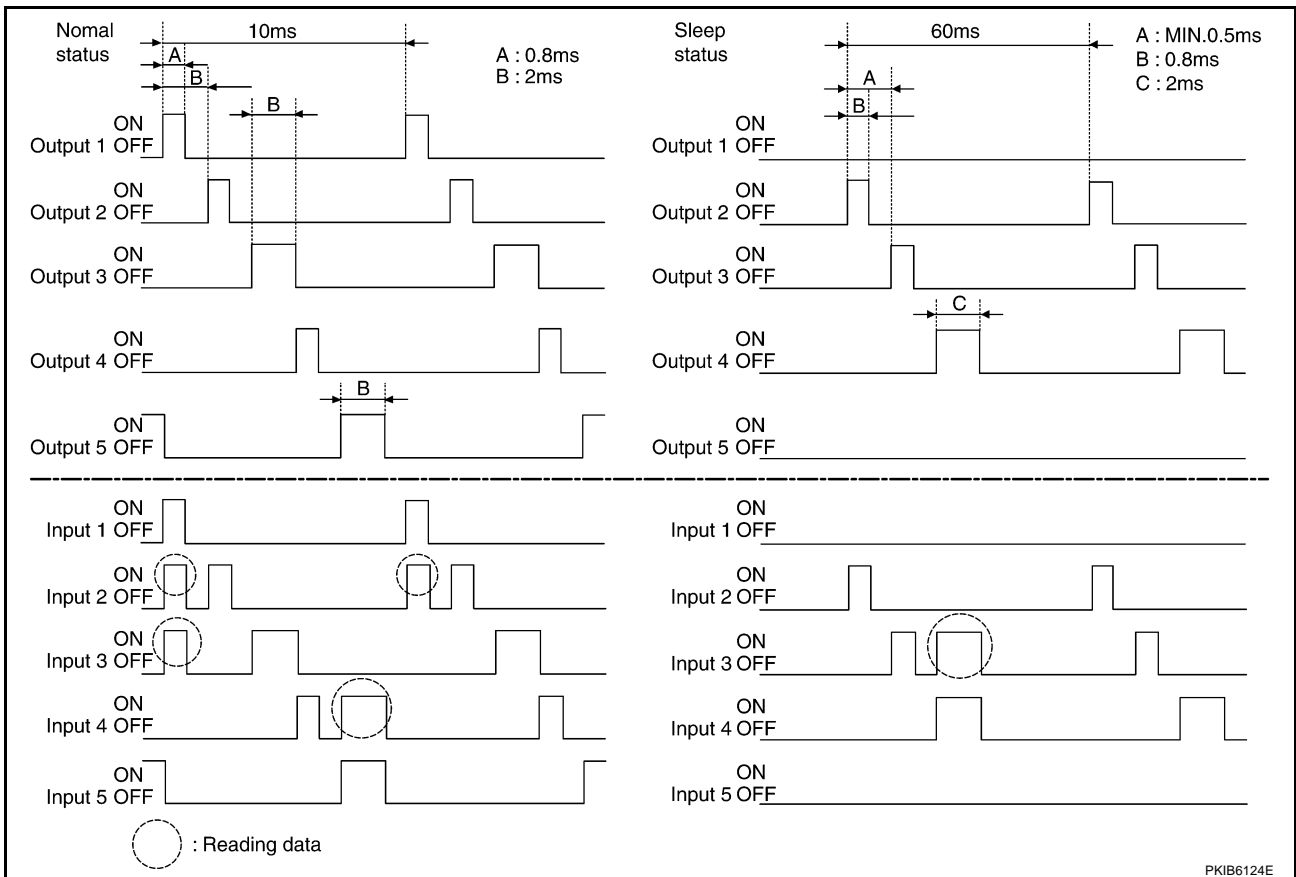 Nomal
status
10ms
A
B
A : 0.8ms
B : 2ms
B
ON
Output 1 OFF
ON
Output 2 OFF
ON
Output 3 OFF
ON
Output 4 OFF
B
ON
Output 5 OFF
Sleep
status
60ms
A : MIN.0.5ms
B : 0.8ms
C : 2ms
A
B
ON
Output 1 OFF
ON
Output 2 OFF
ON
Output 3 OFF
C
ON
Output 4 OFF
ON
Output 5 OFF
ON
Input 1 OFF
ON
Input 2 OFF
ON
Input 3 OFF
ON
Input 4 OFF
ON
Input 5 OFF
ON
Input 1 OFF
ON
Input 2 OFF
ON
Input 3 OFF
ON
Input 4 OFF
ON
Input 5 OFF
: Reading data
PKIB6124E